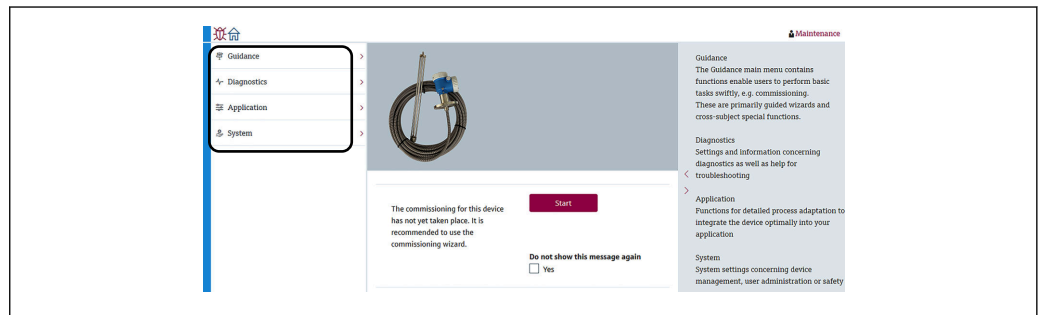 Maintenance
Guidance
Diagnostics
Application
System
The commissioning for this device
has not yet taken place. It is
recommended to use the
commissioning wizard.
Start
Do not show this message again
Yes
Guidance
The Guidance main menu contains
functions enable users to perform basic
tasks swiftly, e.g. commissioning.
These are primarily guided wizards and
cross-subject special functions.
Diagnostics
Settings and information concerning
diagnostics as well as help for
troubleshooting
Application
Functions for detailed process adaptation to
integrate the device optimally into your
application
System
System settings concerning device
management, user administration or safety